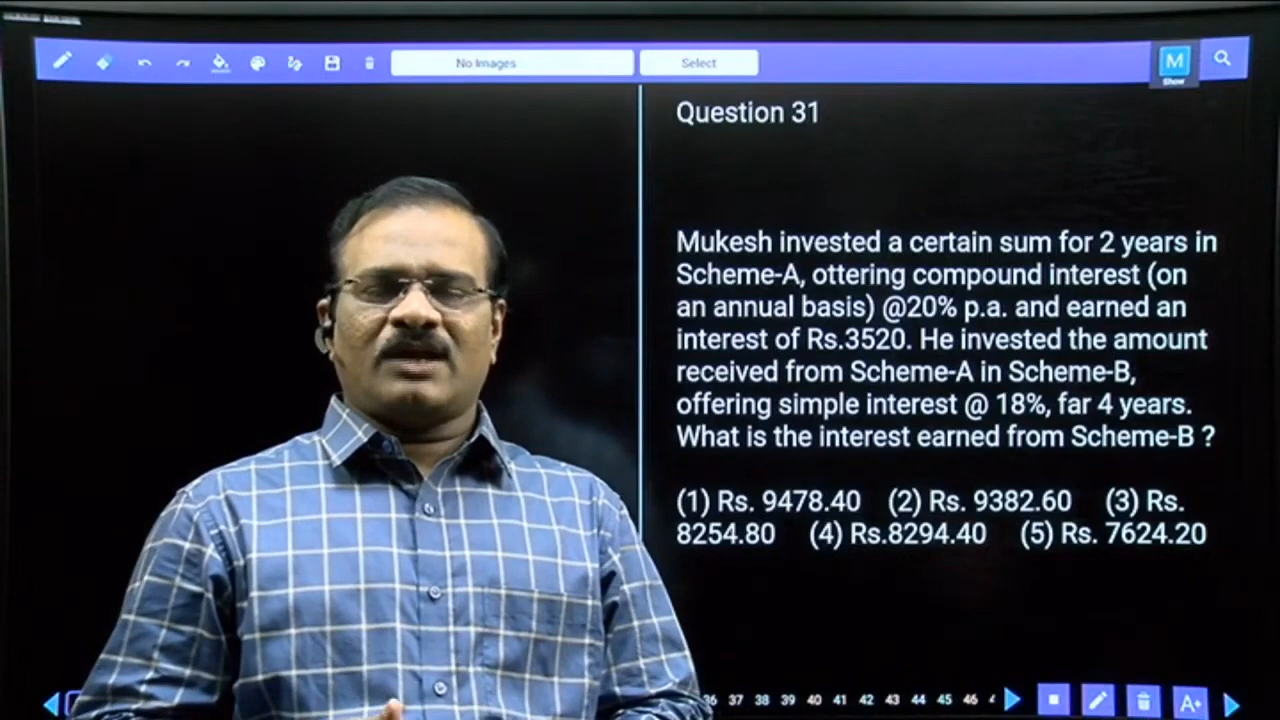 No Images
Select
M
Show
Question 31
Mukesh invested a certain sum for 2 years in
Scheme-A, ottering compound interest (on
an annual basis) @20% p.a. and earned an
interest of Rs.3520. He invested the amount
received from Scheme-A in Scheme-B,
offering simple interest @ 18%, far 4 years.
What is the interest earned from Scheme-B ?
(1) Rs. 9478.40 (2) Rs. 9382.60 (3) Rs.
8254.80 (4) Rs.8294.40 (5) Rs. 7624.20
36 37 38 39 40 41 42 43 44 45 46
A+